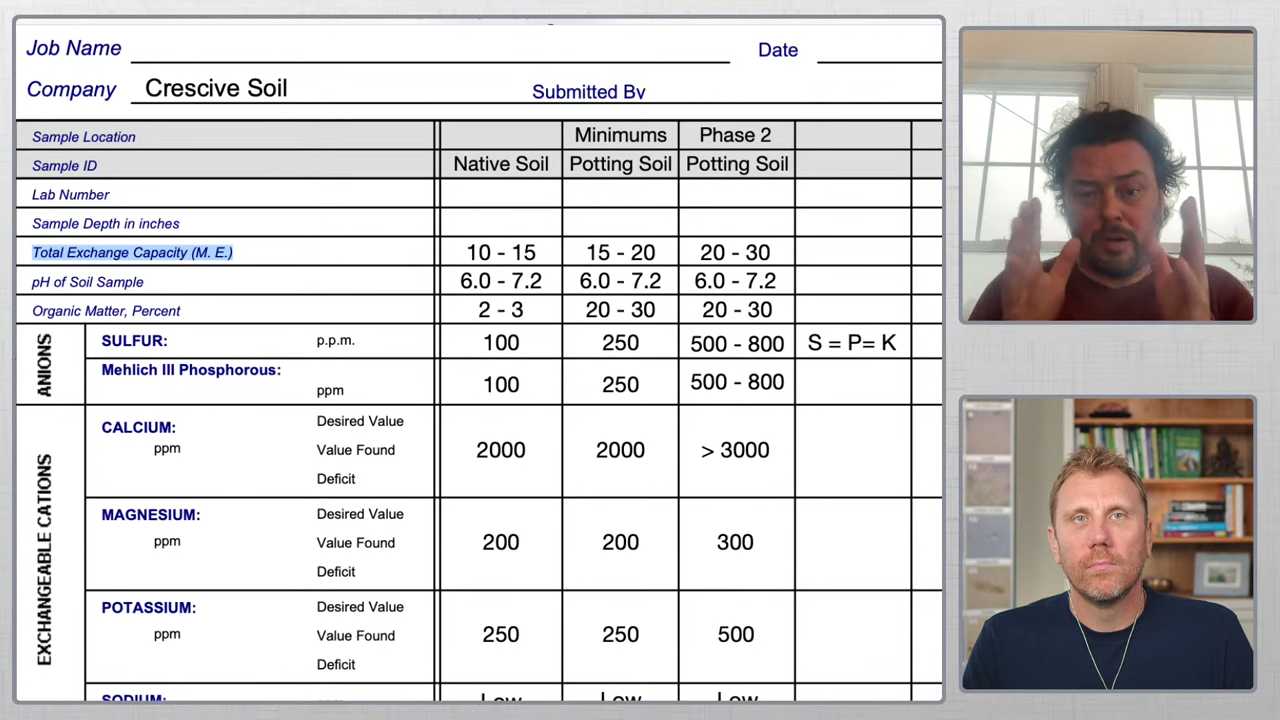 Job Name Date
Company Crescive Soil Submitted By
Sample Location Minimums Phase 2
Sample ID Native Soil Potting Soil Potting Soil
Lab Number
Sample Depth in inches
Total Exchange Capacity (M. E.) 10 - 15 15 - 20 20 - 30
pH of Soil Sample 6.0 - 7.2 6.0 - 7.2 6.0 - 7.2
Organic Matter, Percent 2 - 3 20 - 30 20 - 30
ANIONS
SULFUR: p.p.m. 100 250 500 - 800 S = P= K
Mehlich III Phosphorous:
ppm 100 250 500 - 800
EXCHANGEABLE CATIONS
CALCIUM: Desired Value
ppm Value Found 2000 2000 > 3000
Deficit
MAGNESIUM: Desired Value
ppm Value Found 200 200 300
Deficit
POTASSIUM: Desired Value
ppm Value Found 250 250 500
Deficit
SODIUM: Low Low Low